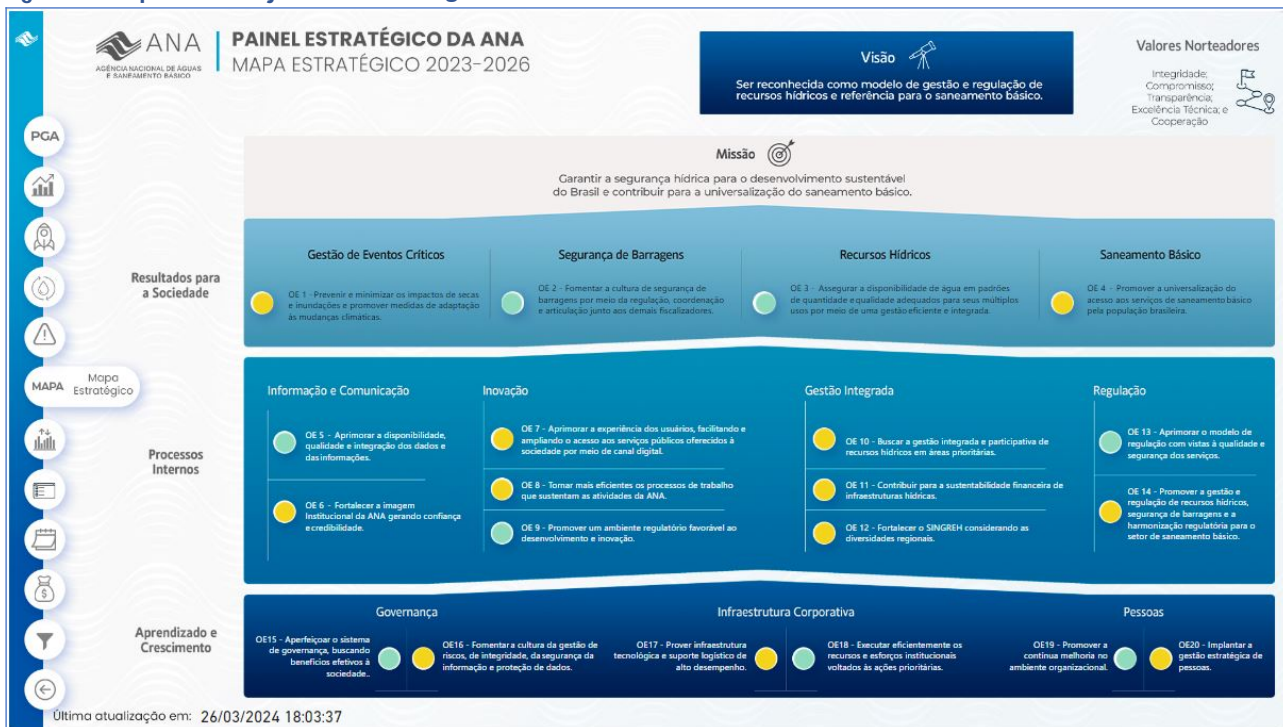 ANA
AGÊNCIA NACIONAL DE ÁGUAS
E SANEAMENTO BÁSICO
PAINEL ESTRATÉGICO DA ANA
MAPA ESTRATÉGICO 2023-2026
Visão
Ser reconhecida como modelo de gestão e regulação de
recursos hídricos e referência para o saneamento básico.
Valores Norteadores
Integridade;
Compromisso;
Transparência;
Excelência Técnica; e
Cooperação
PGA
MAPA
Mapa
Estratégico
Missão
Garantir a segurança hídrica para o desenvolvimento sustentável
do Brasil e contribuir para a universalização do saneamento básico.
Resultados para
a Sociedade
Gestão de Eventos Críticos
OE 1 - Prevenir e minimizar os impactos de secas
e inundações e promover medidas de adaptação
às mudanças climáticas.
Segurança de Barragens
OE 2 - Fomentar a cultura de segurança de
barragens por meio da regulação, coordenação
e articulação junto aos demais fiscalizadores.
Recursos Hídricos
OE 3 - Assegurar a disponibilidade de água em padrões
de quantidade e qualidade adequados para seus múltiplos
usos por meio de uma gestão eficiente e integrada.
Saneamento Básico
OE 4 - Promover a universalização do
acesso aos serviços de saneamento básico
pela população brasileira.
Processos
Internos
Informação e Comunicação
OE 5 - Aprimorar a disponibilidade,
qualidade e integração dos dados e
das informações.
OE 6 - Fortalecer a imagem
Institucional da ANA gerando confiança
e credibilidade.
Inovação
OE 7 - Aprimorar a experiência dos usuários, facilitando e
ampliando o acesso aos serviços públicos oferecidos à
sociedade por meio de canal digital.
OE 8 - Tornar mais eficientes os processos de trabalho
que sustentam as atividades da ANA.
OE 9 - Promover um ambiente regulatório favorável ao
desenvolvimento e inovação.
Gestão Integrada
OE 10 - Buscar a gestão integrada e participativa de
recursos hídricos em áreas prioritárias.
OE 11 - Contribuir para a sustentabilidade financeira de
infraestruturas hídricas.
OE 12 - Fortalecer o SINGREH considerando as
diversidades regionais.
Regulação
OE 13 - Aprimorar o modelo de
regulação com vistas à qualidade e
segurança dos serviços.
OE 14 - Promover a gestão e
regulação de recursos hídricos,
segurança de barragens e a
harmonização regulatória para o
setor de saneamento básico.
Aprendizado e
Crescimento
Governança
OE15 - Aperfeiçoar o sistema
de governança, buscando
benefícios efetivos à
sociedade..
OE16 - Fomentar a cultura da gestão de
riscos, de integridade, da segurança da
informação e proteção de dados.
Infraestrutura Corporativa
OE17 - Prover infraestrutura
tecnológica e suporte logístico de
alto desempenho.
OE18 - Executar eficientemente os
recursos e esforços institucionais
voltados às ações prioritárias.
Pessoas
OE19 - Promover a
contínua melhoria no
ambiente organizacional.
OE20 - Implantar a
gestão estratégica de
pessoas.
Última atualização em: 26/03/2024 18:03:37